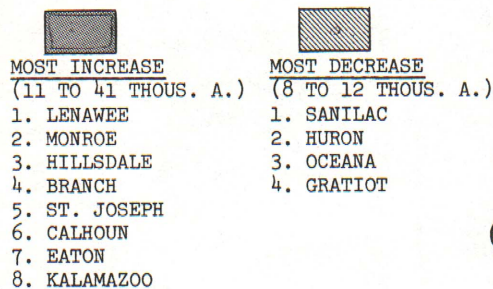 MOST INCREASE
(11 TO 41 THOUS. A.)
1. LENAWEE
2. MONROE
3. HILLSDALE
4. BRANCH
5. ST. JOSEPH
6. CALHOUN
7. EATON
8. KALAMAZOO
MOST DECREASE
(8 TO 12 THOUS. A.)
1. SANILAC
2. HURON
3. OCEANA
4. GRATIOT
(